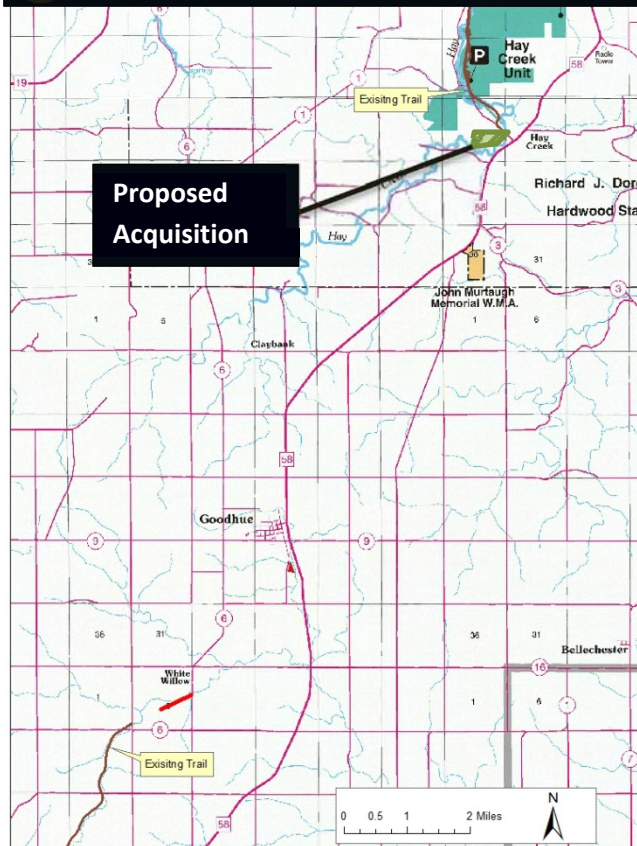 Hay
P
Hay
Creek
Unit
58
Radio
Tower
19
1
Exisitng Trail
1
6
Hay
Creek
Proposed
Acquisition
Richard J. Dor
Hardwood Sta
58
Hay
3
36
31
John Murtaugh
Memorial W.M.A.
3
1
6
1
6
Claybank
6
58
Goodhue
9
9
6
36
31
36
31
Bellechester
16
White
Willow
1
1
6
1
6
Exisitng Trail
7
N
0 0.5 1 2 Miles
58